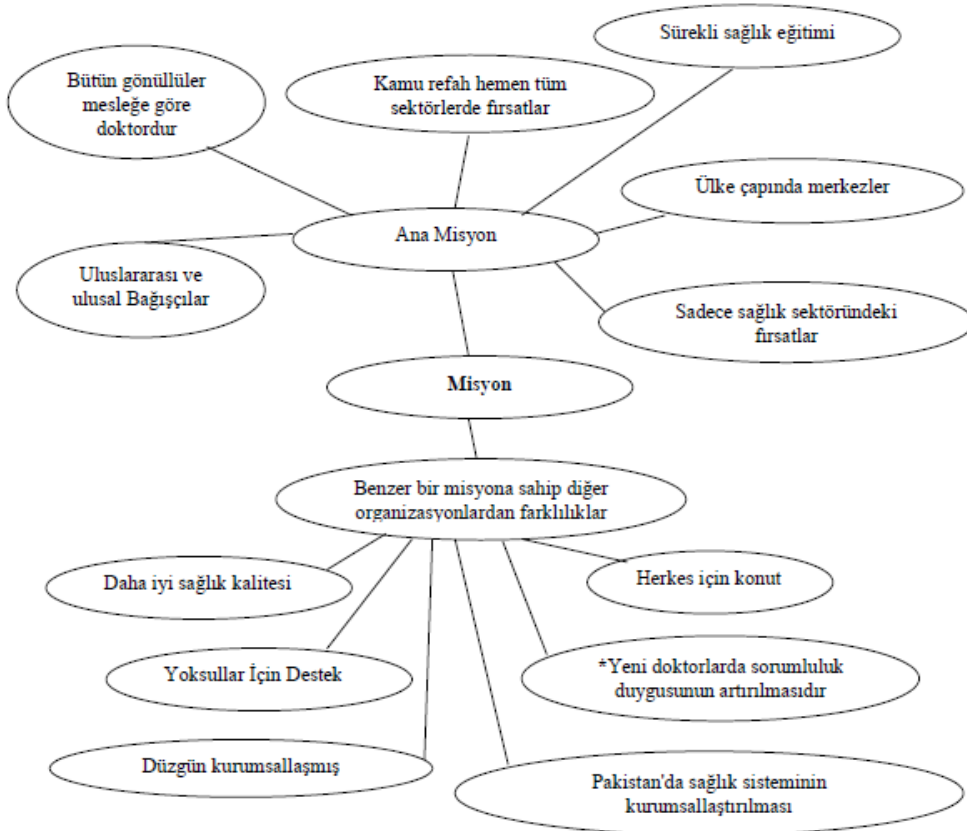 Sürekli sağlık eğitimi
Bütün gönüllüler
mesleğe göre
doktordur
Kamu refah hemen tüm
sektörlerde fırsatlar
Ülke çapında merkezler
Ana Misyon
Uluslararası ve
ulusal Bağışçılar
Sadece sağlık sektöründeki
fırsatlar
Misyon
Benzer bir misyona sahip diğer
organizasyonlardan farklılıklar
Daha iyi sağlık kalitesi
Herkes için konut
Yoksullar İçin Destek
*Yeni doktorlarda sorumluluk
duygusunun artırılmasıdır
Düzgün kurumsallaşmış
Pakistan'da sağlık sisteminin
kurumsallaştırılması